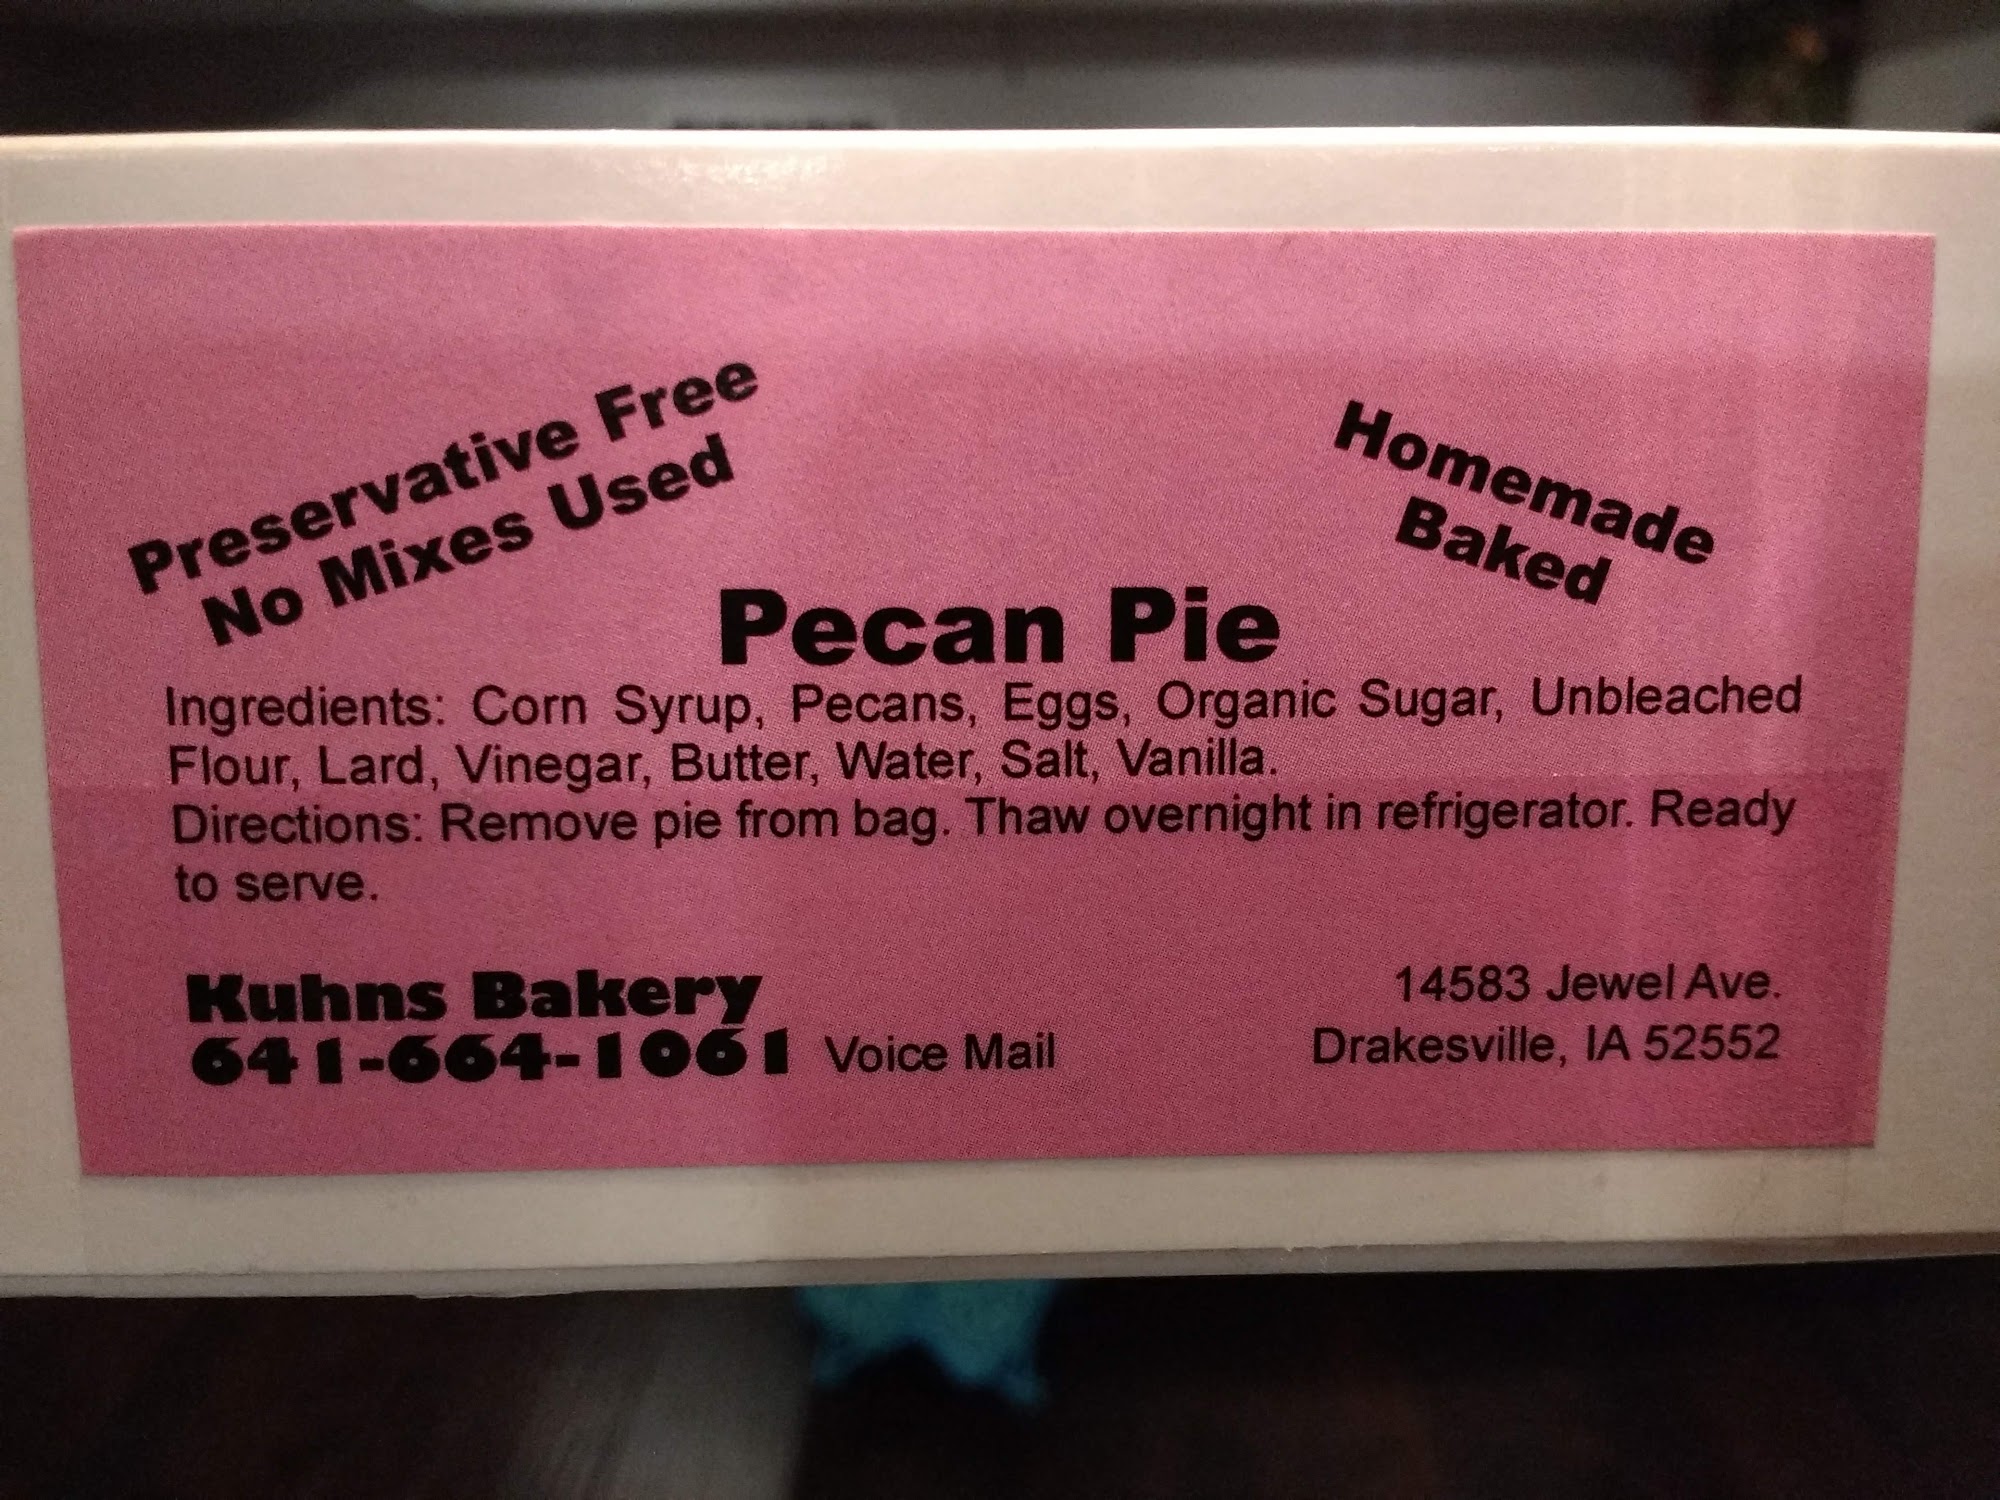 Preservative Free
No Mixes Used
Homemade
Baked
Pecan Pie
Ingredients: Corn Syrup, Pecans, Eggs, Organic Sugar, Unbleached
Flour, Lard, Vinegar, Butter, Water, Salt, Vanilla.
Directions: Remove pie from bag. Thaw overnight in refrigerator. Ready
to serve.
Kuhns Bakery
641-664-1061 Voice Mail
14583 Jewel Ave.
Drakesville, IA 52552